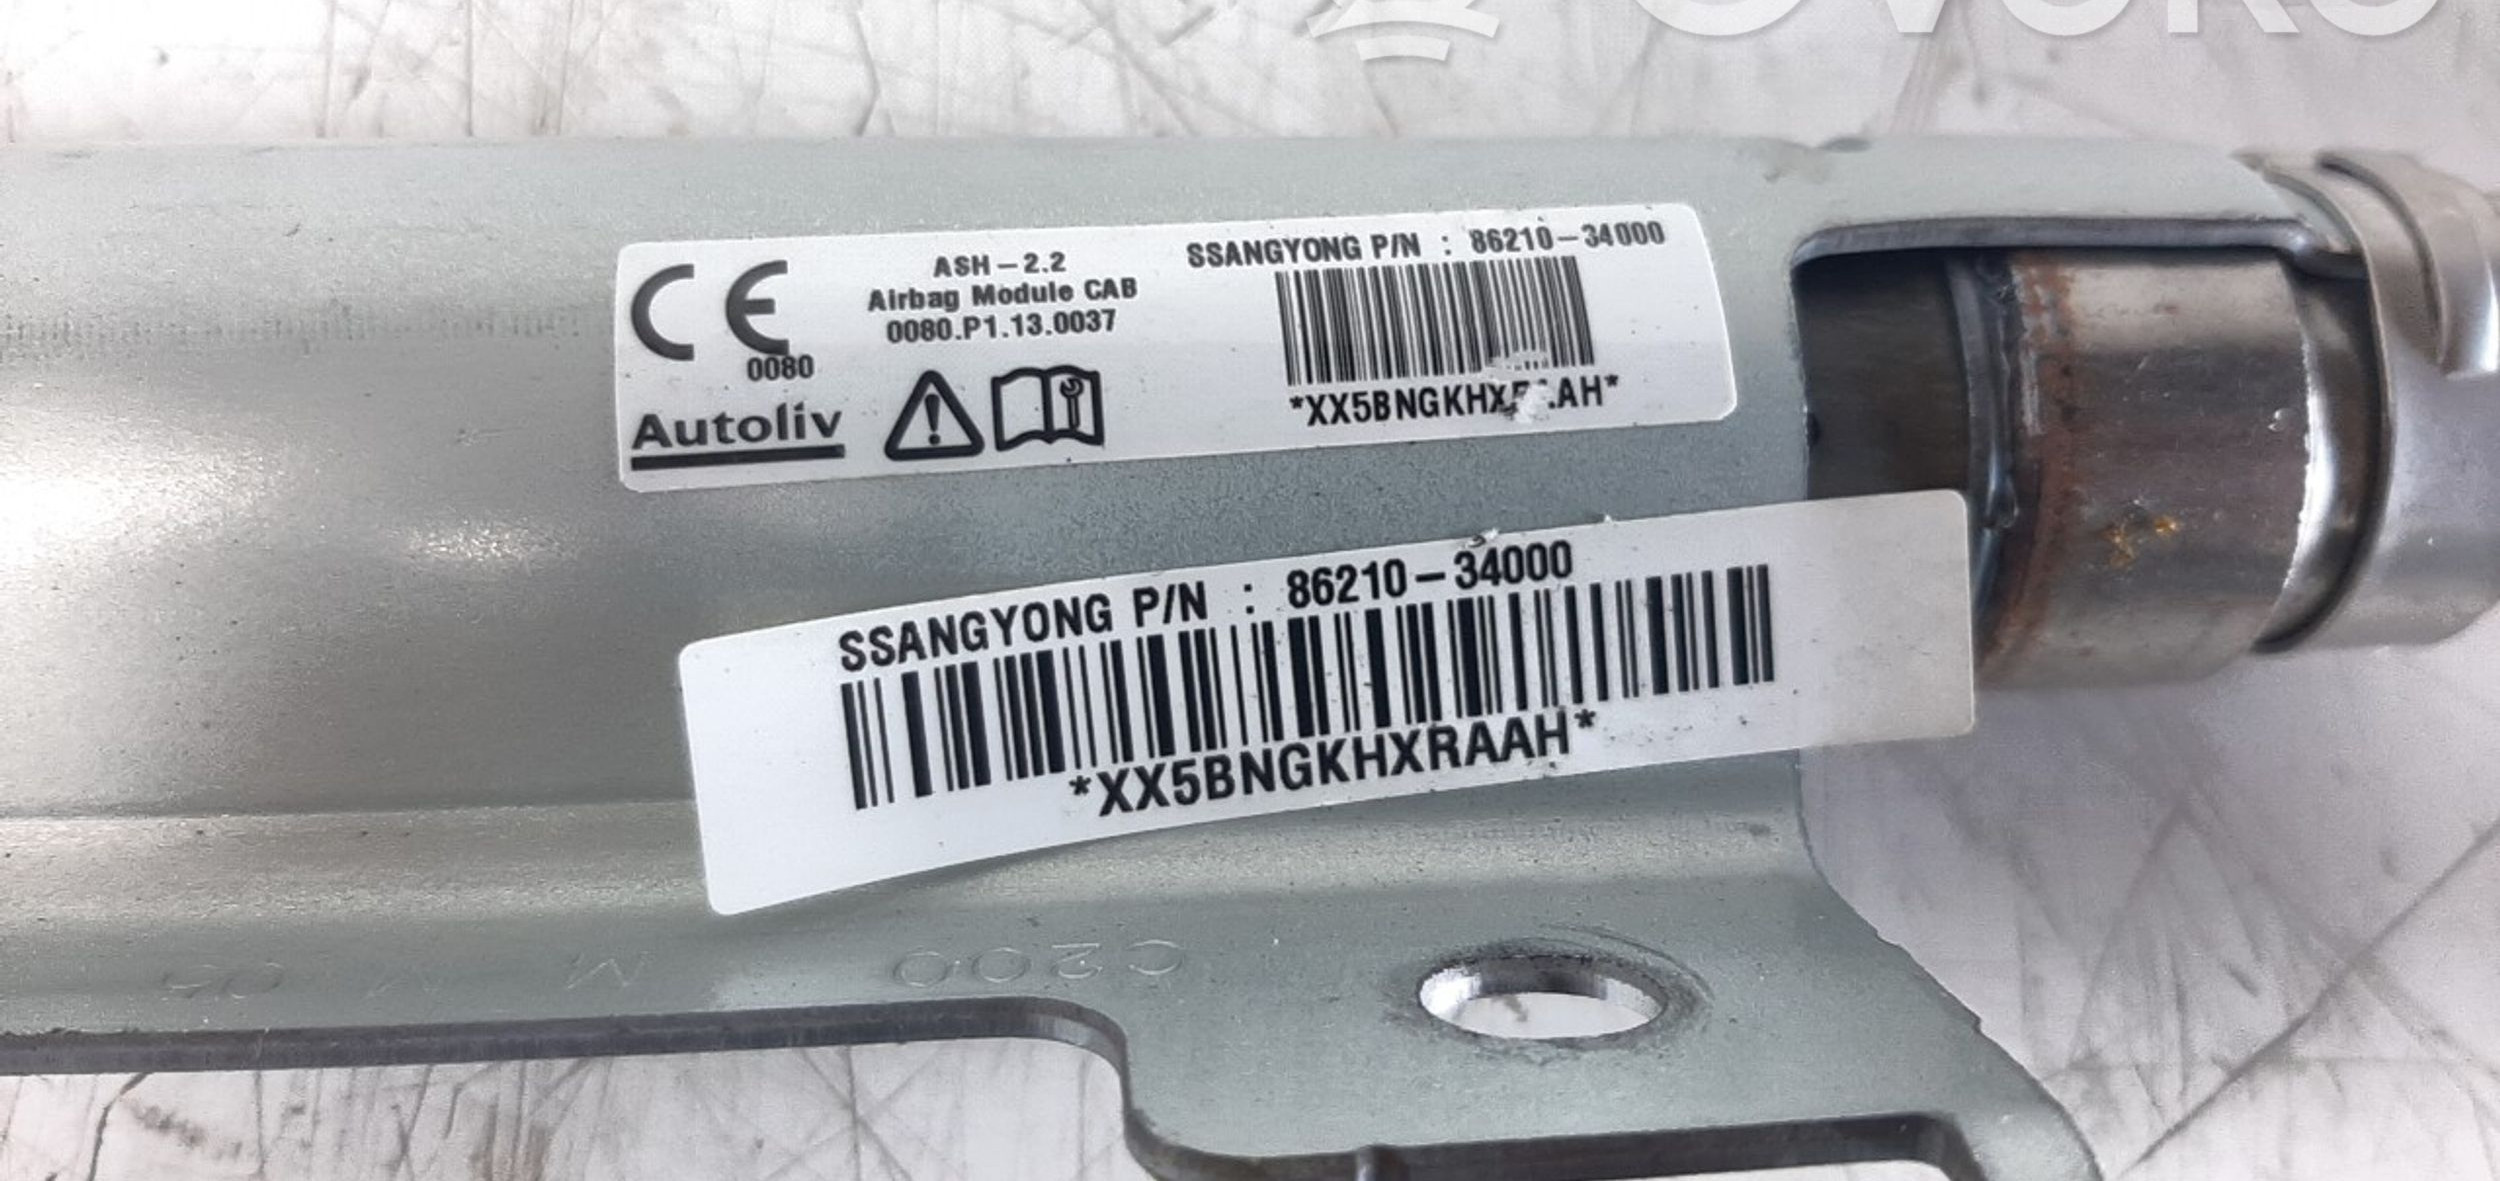 CE
0080
Autoliv
ASH-2.2
Airbag Module CAB
0080.P1.13.0037
SSANGYONG P/N : 86210-34000
SSANGYONG P/N : 86210-34000
*XX5BNGKHXRAAH*
C200